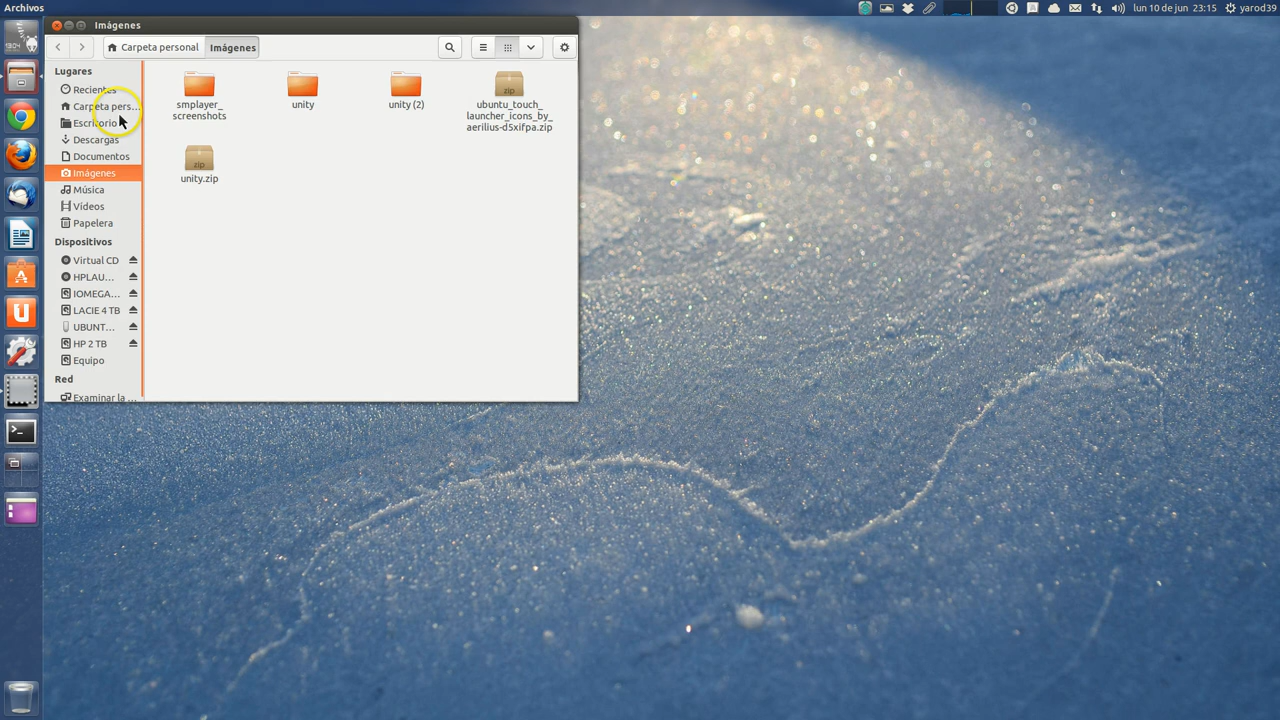 Archivos
lun 10 de jun 23:15 yarod39
Imágenes
Carpeta personal Imágenes
Lugares
Recientes
Carpeta pers...
Escritorio
Descargas
Documentos
Imágenes
Música
Vídeos
Papelera
Dispositivos
Virtual CD
HPLAU...
IOMEGA...
LACIE 4 TB
UBUNT...
HP 2 TB
Equipo
Red
Examinar la ...
smplayer_
screenshots
unity
unity (2)
zip
ubuntu_touch_
launcher_icons_by_
aerilius-d5xifpa.zip
zip
unity.zip